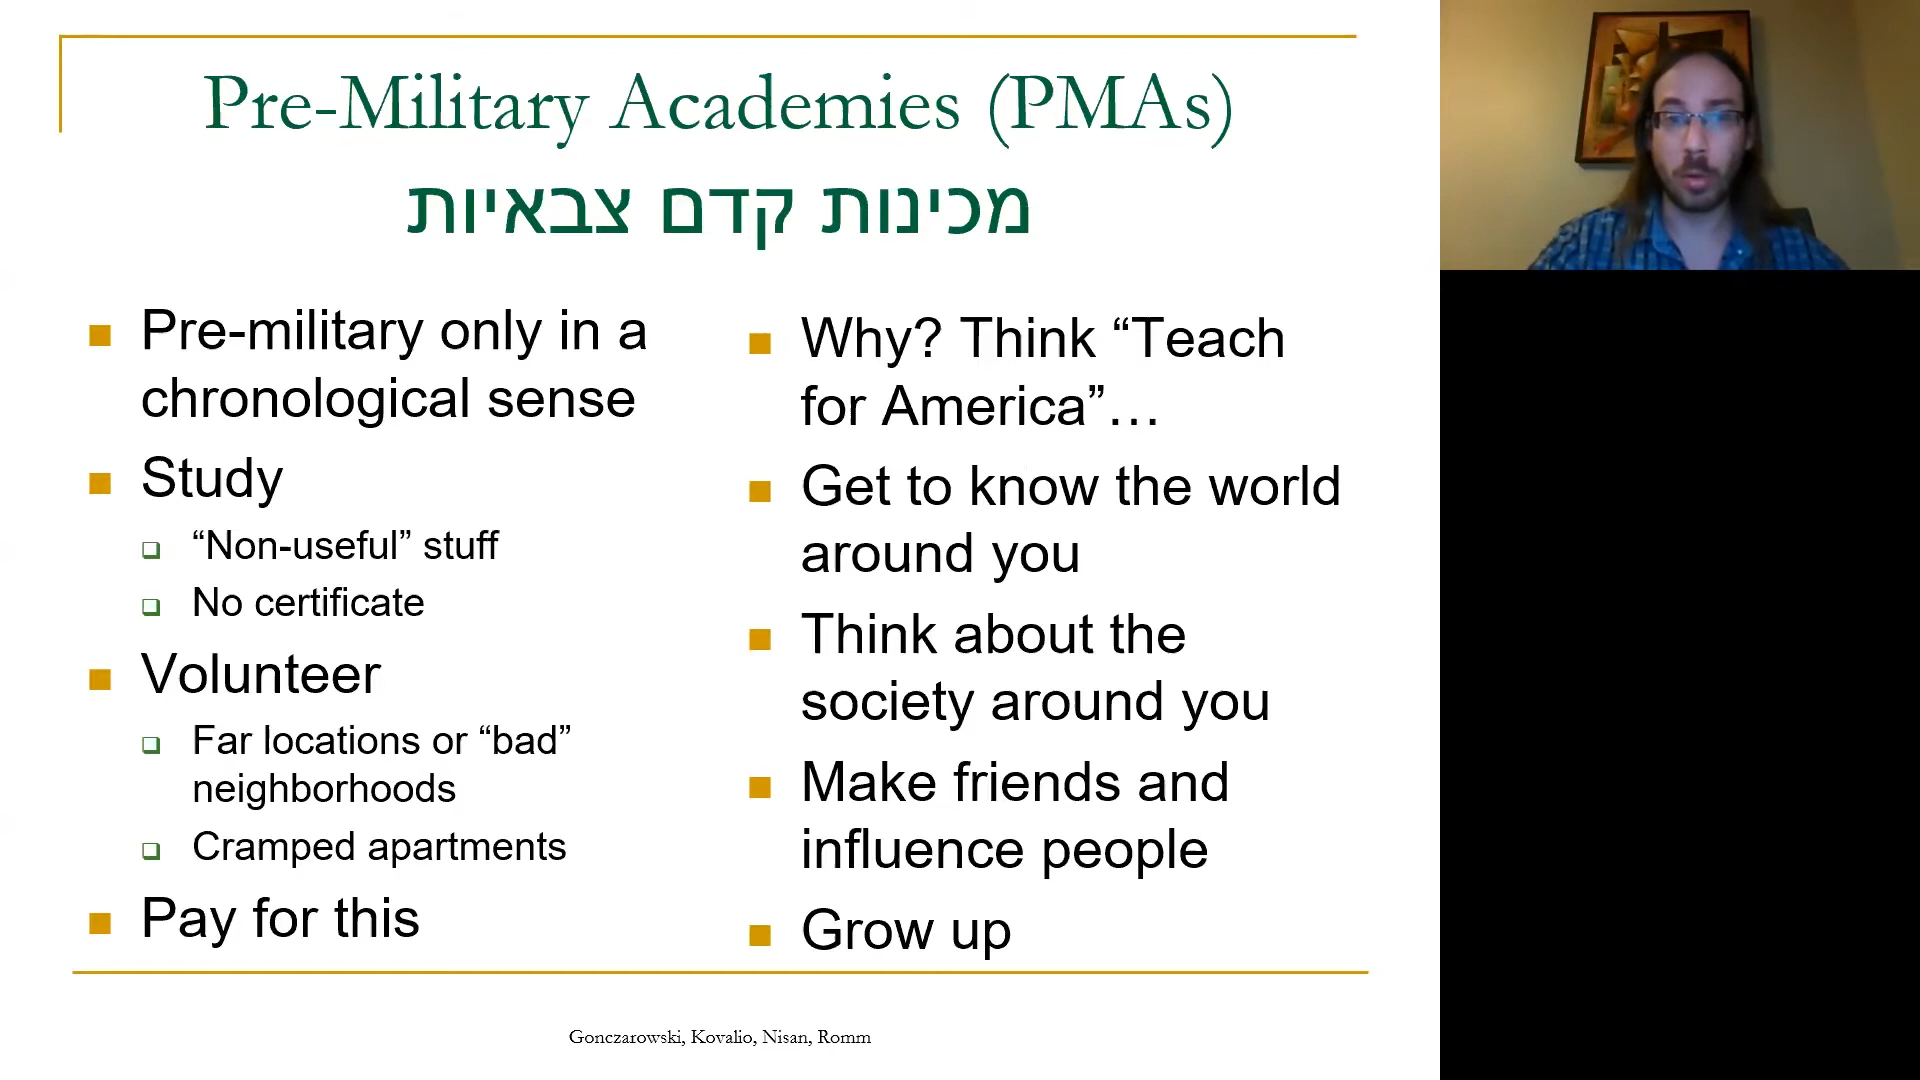 Pre-Military Academies (PMAs)
מכינות קדם צבאיות
Pre-military only in a
chronological sense
Study
“Non-useful” stuff
No certificate
Volunteer
Far locations or “bad”
neighborhoods
Cramped apartments
Pay for this
Why? Think “Teach
for America”…
Get to know the world
around you
Think about the
society around you
Make friends and
influence people
Grow up
Gonczarowski, Kovalio, Nisan, Romm